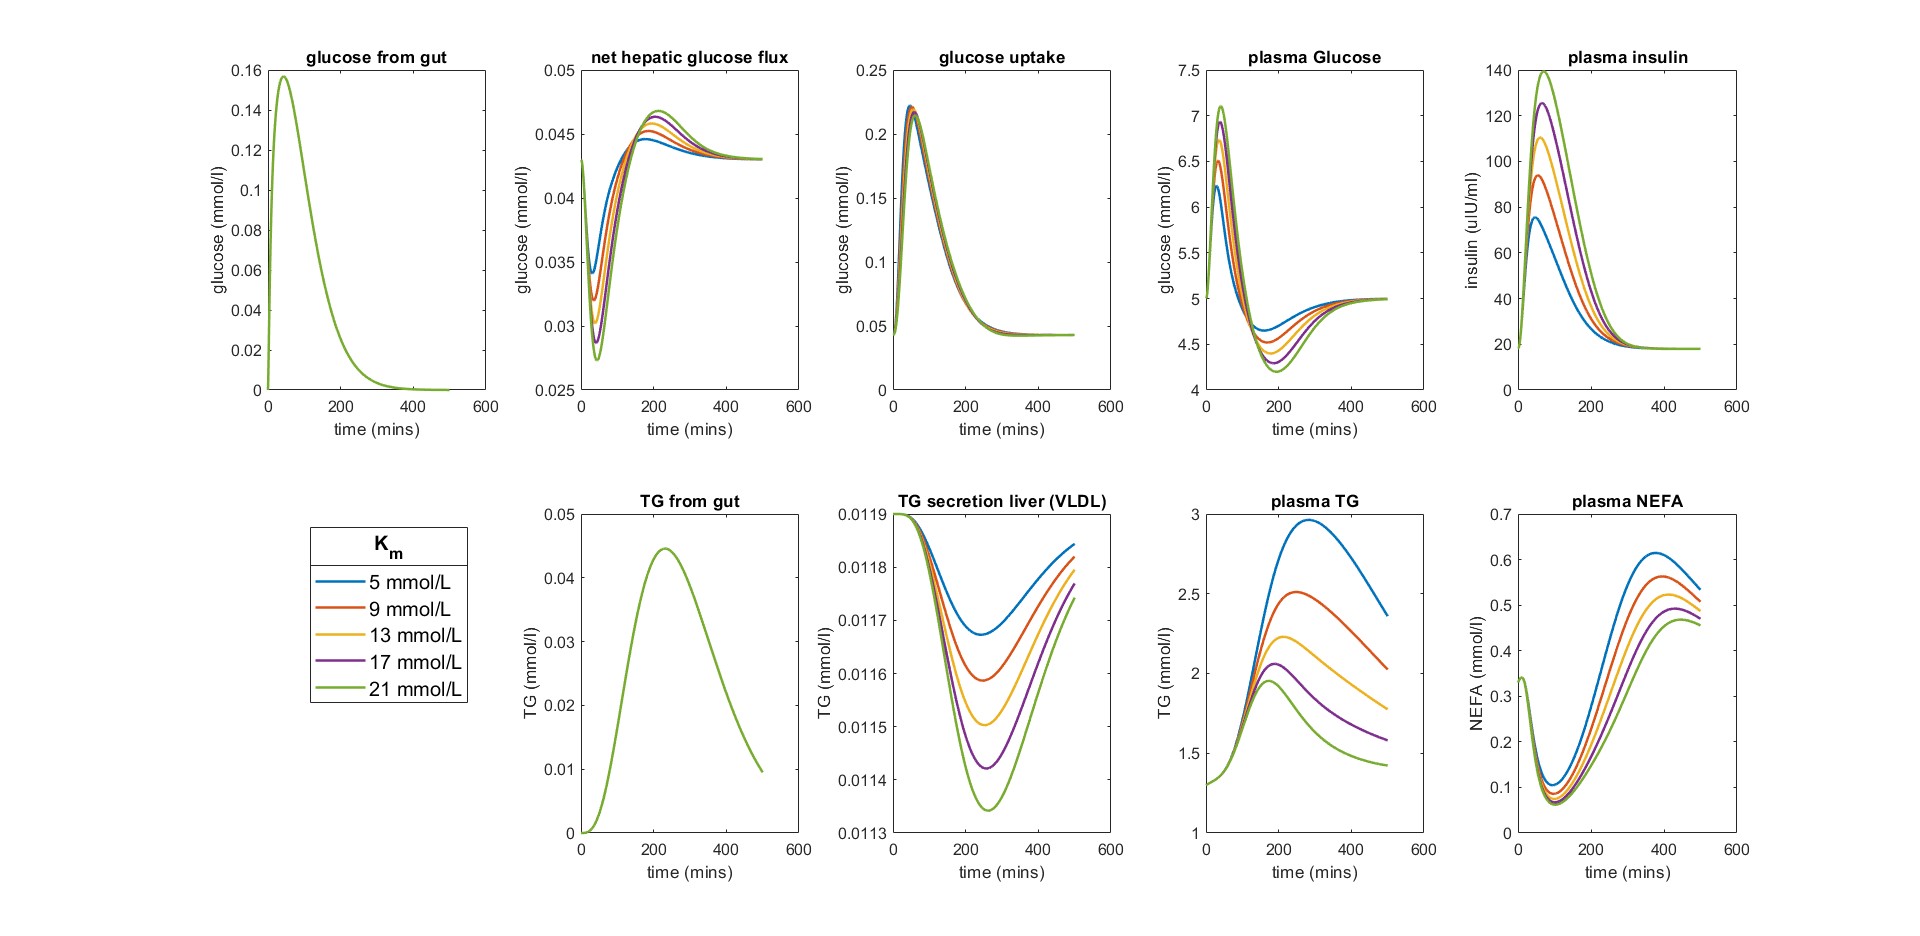 glucose from gut
glucose (mmol/l)
0.16
0.14
0.12
0.1
0.08
0.06
0.04
0.02
0
0 200 400 600
time (mins)
net hepatic glucose flux
glucose (mmol/l)
0.05
0.045
0.04
0.035
0.03
0.025
0 200 400 600
time (mins)
glucose uptake
glucose (mmol/l)
0.25
0.2
0.15
0.1
0.05
0
0 200 400 600
time (mins)
plasma Glucose
glucose (mmol/l)
7.5
7
6.5
6
5.5
5
4.5
4
0 200 400 600
time (mins)
plasma insulin
insulin (uIU/ml)
140
120
100
80
60
40
20
0
0 200 400 600
time (mins)
Km
5 mmol/L
9 mmol/L
13 mmol/L
17 mmol/L
21 mmol/L
TG from gut
TG (mmol/l)
0.05
0.04
0.03
0.02
0.01
0
0 200 400 600
time (mins)
TG secretion liver (VLDL)
TG (mmol/l)
0.0119
0.0118
0.0117
0.0116
0.0115
0.0114
0.0113
0 200 400 600
time (mins)
plasma TG
TG (mmol/l)
3
2.5
2
1.5
1
0 200 400 600
time (mins)
plasma NEFA
NEFA (mmol/l)
0.7
0.6
0.5
0.4
0.3
0.2
0.1
0
0 200 400 600
time (mins)